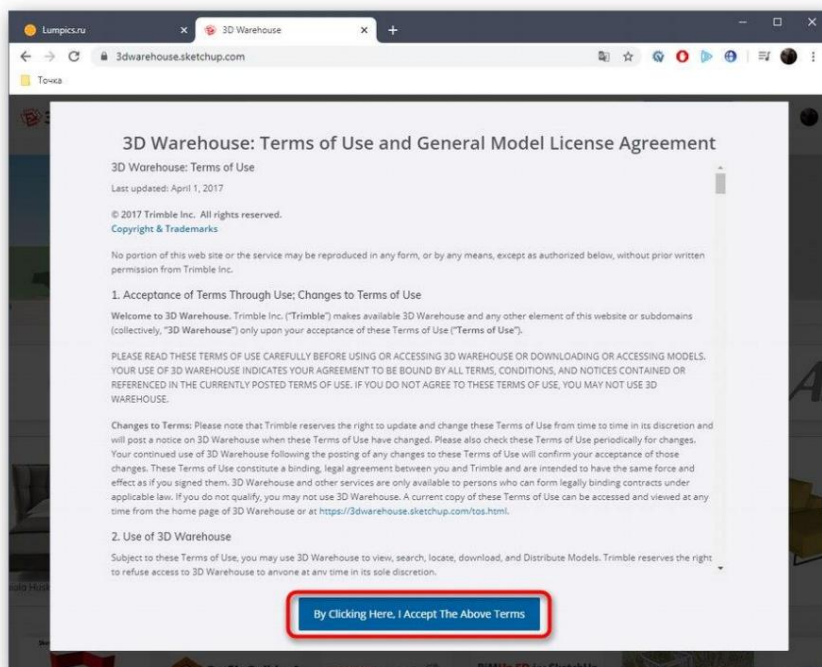 Lumpics.ru
3D Warehouse
3dwarehouse.sketchup.com
Точка
3D Warehouse: Terms of Use and General Model License Agreement
3D Warehouse: Terms of Use
Last updated: April 1, 2017
© 2017 Trimble Inc. All rights reserved.
Copyright & Trademarks
No portion of this web site or the service may be reproduced in any form, or by any means, except as authorized below, without prior written
permission from Trimble Inc.
1. Acceptance of Terms Through Use; Changes to Terms of Use
Welcome to 3D Warehouse. Trimble Inc. ("Trimble") makes available 3D Warehouse and any other element of this website or subdomains
(collectively, "3D Warehouse") only upon your acceptance of these Terms of Use ("Terms of Use").
PLEASE READ THESE TERMS OF USE CAREFULLY BEFORE USING OR ACCESSING 3D WAREHOUSE OR DOWNLOADING OR ACCESSING MODELS.
YOUR USE OF 3D WAREHOUSE INDICATES YOUR AGREEMENT TO BE BOUND BY ALL TERMS, CONDITIONS, AND NOTICES CONTAINED OR
REFERENCED IN THE CURRENTLY POSTED TERMS OF USE. IF YOU DO NOT AGREE TO THESE TERMS OF USE, YOU MAY NOT USE 3D
WAREHOUSE.
Changes to Terms: Please note that Trimble reserves the right to update and change these Terms of Use from time to time in its discretion and
will post a notice on 3D Warehouse when these Terms of Use have changed. Please also check these Terms of Use periodically for changes.
Your continued use of 3D Warehouse following the posting of any changes to these Terms of Use will confirm your acceptance of those
changes. These Terms of Use constitute a binding, legal agreement between you and Trimble and are intended to have the same force and
effect as if you signed them. 3D Warehouse and other services are only available to persons who can form legally binding contracts under
applicable law. If you do not qualify, you may not use 3D Warehouse. A current copy of these Terms of Use can be accessed and viewed at any
time from the home page of 3D Warehouse or at https://3dwarehouse.sketchup.com/tos.html.
2. Use of 3D Warehouse
Subject to these Terms of Use, you may use 3D Warehouse to view, search, locate, download, and Distribute Models. Trimble reserves the right
to refuse access to 3D Warehouse to anyone at any time in its sole discretion.
By Clicking Here, I Accept The Above Terms